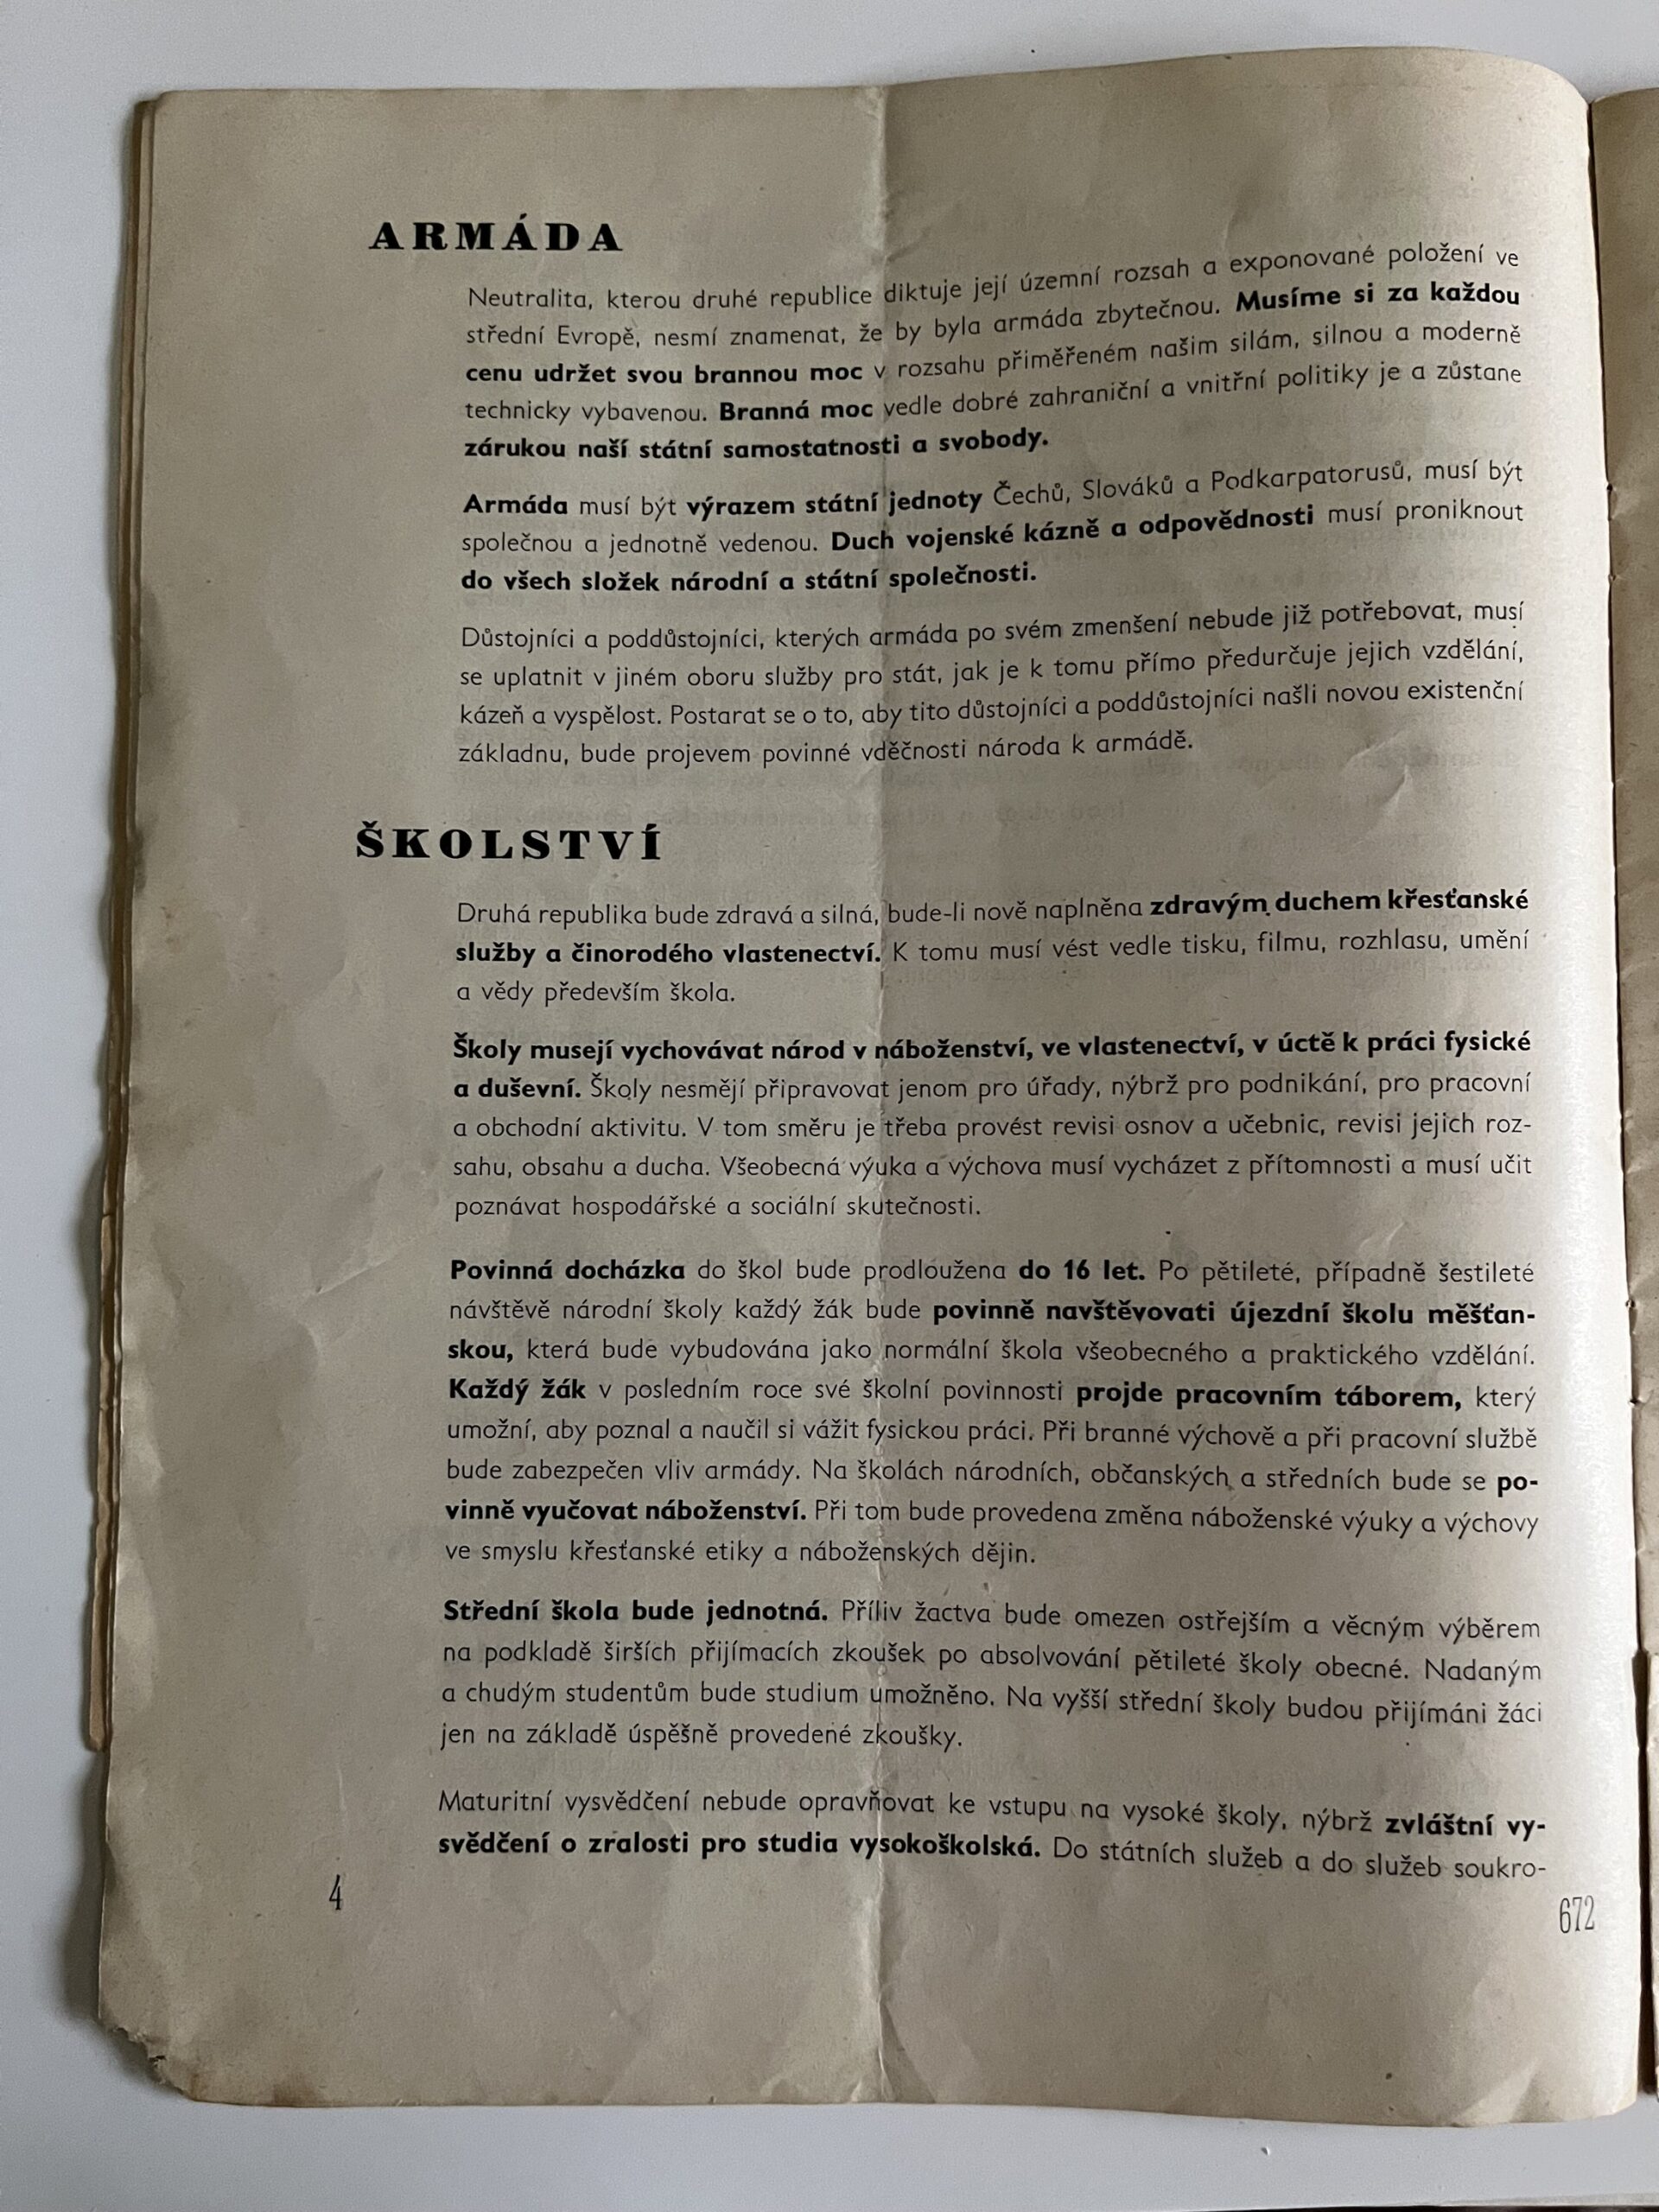 ARMÁDA
Neutralita, kterou druhé republice diktuje její územní rozsah a exponované položení ve
střední Evropě, nesmí znamenat, že by byla armáda zbytečnou. Musíme si za každou
cenu udržet svou brannou moc v rozsahu přiměřeném našim silám, silnou a moderně
technicky vybavenou. Branná moc vedle dobré zahraniční a vnitřní politiky je a zůstane
zárukou naší státní samostatnosti a svobody.
Armáda musí být výrazem státní jednoty Čechů, Slováků a Podkarpatorusů, musí být
společnou a jednotně vedenou. Duch vojenské kázně a odpovědnosti musí proniknout
do všech složek národní a státní společnosti.
Důstojníci a poddůstojníci, kterých armáda po svém zmenšení nebude již potřebovat, musí
se uplatnit v jiném oboru služby pro stát, jak je k tomu přímo předurčuje jejich vzdělání,
kázeň a vyspělost. Postarat se o to, aby tito důstojníci a poddůstojníci našli novou existenční
základnu, bude projevem povinné vděčnosti národa k armádě.
ŠKOLSTVÍ
Druhá republika bude zdravá a silná, bude-li nově naplněna zdravým duchem křesťanské
služby a činorodého vlastenectví. K tomu musí vést vedle tisku, filmu, rozhlasu, umění
a vědy především škola.
Školy musejí vychovávat národ v náboženství, ve vlastenectví, v úctě k práci fysické
a duševní. Školy nesmějí připravovat jenom pro úřady, nýbrž pro podnikání, pro pracovní
a obchodní aktivitu. V tom směru je třeba provést revisi osnov a učebnic, revisi jejich roz-
sahu, obsahu a ducha. Všeobecná výuka a výchova musí vycházet z přítomnosti a musí učit
poznávat hospodářské a sociální skutečnosti.
Povinná docházka do škol bude prodloužena do 16 let. Po pětileté, případně šestileté
návštěvě národní školy každý žák bude povinně navštěvovati újezdní školu měšťan-
skou, která bude vybudována jako normální škola všeobecného a praktického vzdělání.
Každý žák v posledním roce své školní povinnosti projde pracovním táborem, který
umožní, aby poznal a naučil si vážit fysickou práci. Při branné výchově a při pracovní službě
bude zabezpečen vliv armády. Na školách národních, občanských a středních bude se po-
vinně vyučovat náboženství. Při tom bude provedena změna náboženské výuky a výchovy
ve smyslu křesťanské etiky a náboženských dějin.
Střední škola bude jednotná. Příliv žactva bude omezen ostřejším a věcným výběrem
na podkladě širších přijímacích zkoušek po absolvování pětileté školy obecné. Nadaným
a chudým studentům bude studium umožněno. Na vyšší střední školy budou přijímáni žáci
jen na základě úspěšně provedené zkoušky.
Maturitní vysvědčení nebude opravňovat ke vstupu na vysoké školy, nýbrž zvláštní vy-
svědčení o zralosti pro studia vysokoškolská. Do státních služeb a do služeb soukro-
4
672